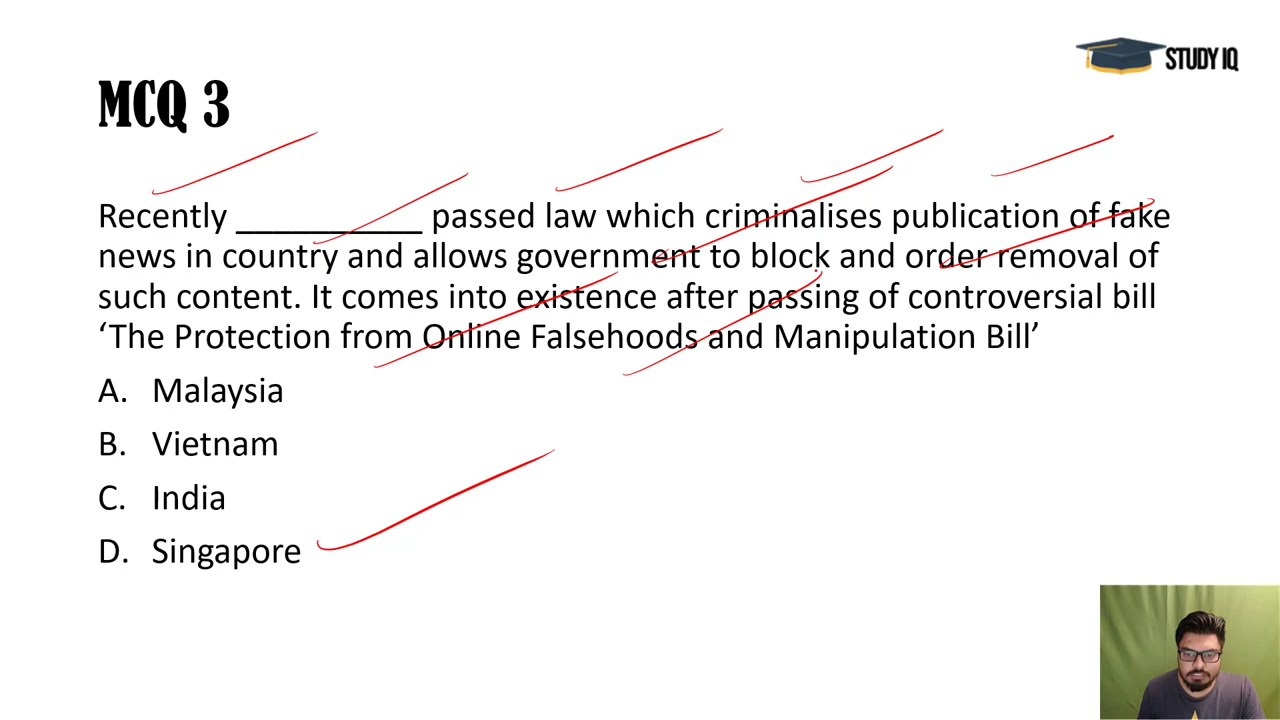 STUDY IQ
MCQ 3
Recently __________ passed law which criminalises publication of fake
news in country and allows government to block and order removal of
such content. It comes into existence after passing of controversial bill
‘The Protection from Online Falsehoods and Manipulation Bill’
A. Malaysia
B. Vietnam
C. India
D. Singapore